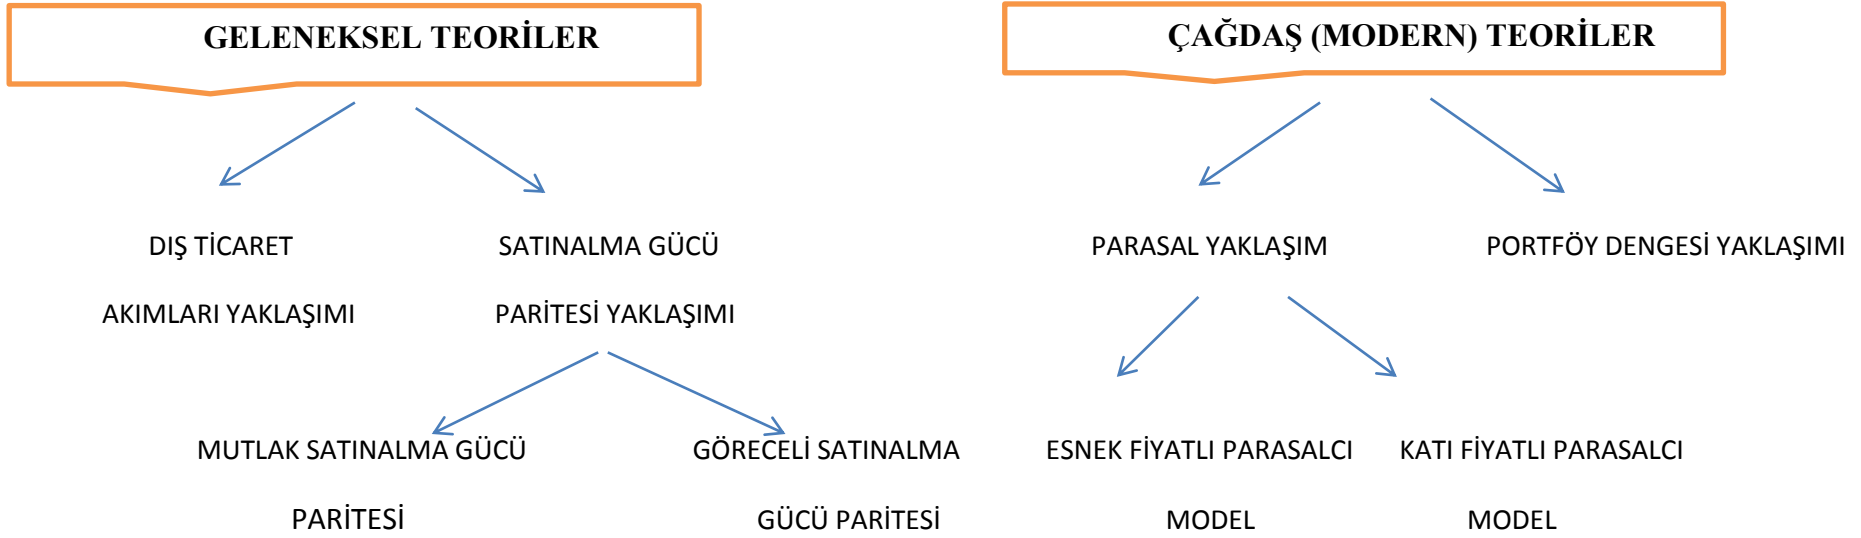 GELENEKSEL TEORİLER
ÇAĞDAŞ (MODERN) TEORİLER
DIŞ TİCARET
AKIMLARI YAKLAŞIMI
SATINALMA GÜCÜ
PARİTESİ YAKLAŞIMI
PARASAL YAKLAŞIM
PORTFÖY DENGESİ YAKLAŞIMI
MUTLAK SATINALMA GÜCÜ
PARİTESİ
GÖRECELİ SATINALMA
GÜCÜ PARİTESİ
ESNEK FİYATLI PARASALCI
MODEL
KATI FİYATLI PARASALCI
MODEL